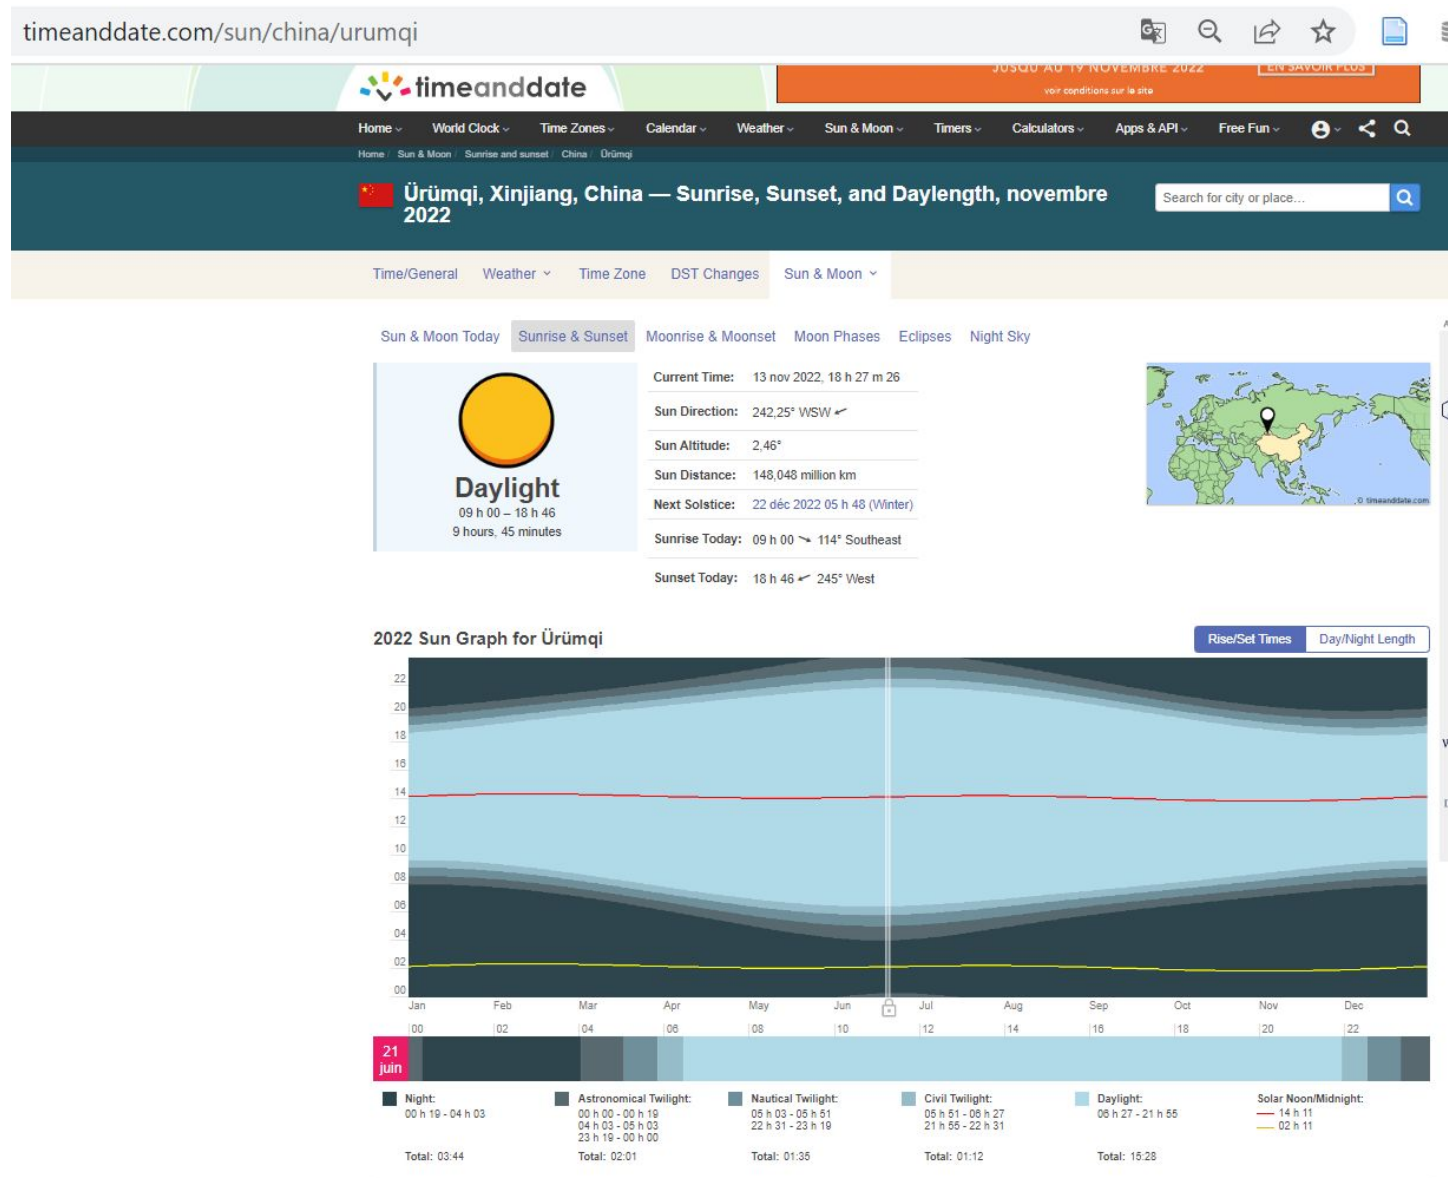 timeanddate.com/sun/china/urumqi
timeanddate
JUSQU'AU 19 NOVEMBRE 2022
EN SAVOIR PLUS
voir conditions sur le site
Home World Clock Time Zones Calendar Weather Sun & Moon Timers Calculators Apps & API Free Fun
Home / Sun & Moon / Sunrise and sunset / China / Ürümqi
Ürümqi, Xinjiang, China — Sunrise, Sunset, and Daylength, novembre
2022
Search for city or place...
Time/General Weather Time Zone DST Changes Sun & Moon
Sun & Moon Today Sunrise & Sunset Moonrise & Moonset Moon Phases Eclipses Night Sky
Daylight
09 h 00 – 18 h 46
9 hours, 45 minutes
Current Time: 13 nov 2022, 18 h 27 m 26
Sun Direction: 242,25° WSW
Sun Altitude: 2,46°
Sun Distance: 148,048 million km
Next Solstice: 22 déc 2022 05 h 48 (Winter)
Sunrise Today: 09 h 00 114° Southeast
Sunset Today: 18 h 46 245° West
© timeanddate.com
2022 Sun Graph for Ürümqi
Rise/Set Times Day/Night Length
22
20
18
16
14
12
10
08
06
04
02
00
Jan Feb Mar Apr May Jun Jul Aug Sep Oct Nov Dec
00 02 04 06 08 10 12 14 16 18 20 22
21
juin
Night:
00 h 19 - 04 h 03
Total: 03:44
Astronomical Twilight:
00 h 00 - 00 h 19
04 h 03 - 05 h 03
23 h 19 - 00 h 00
Total: 02:01
Nautical Twilight:
05 h 03 - 05 h 51
22 h 31 - 23 h 19
Total: 01:35
Civil Twilight:
05 h 51 - 06 h 27
21 h 55 - 22 h 31
Total: 01:12
Daylight:
06 h 27 - 21 h 55
Total: 15:28
Solar Noon/Midnight:
14 h 11
02 h 11